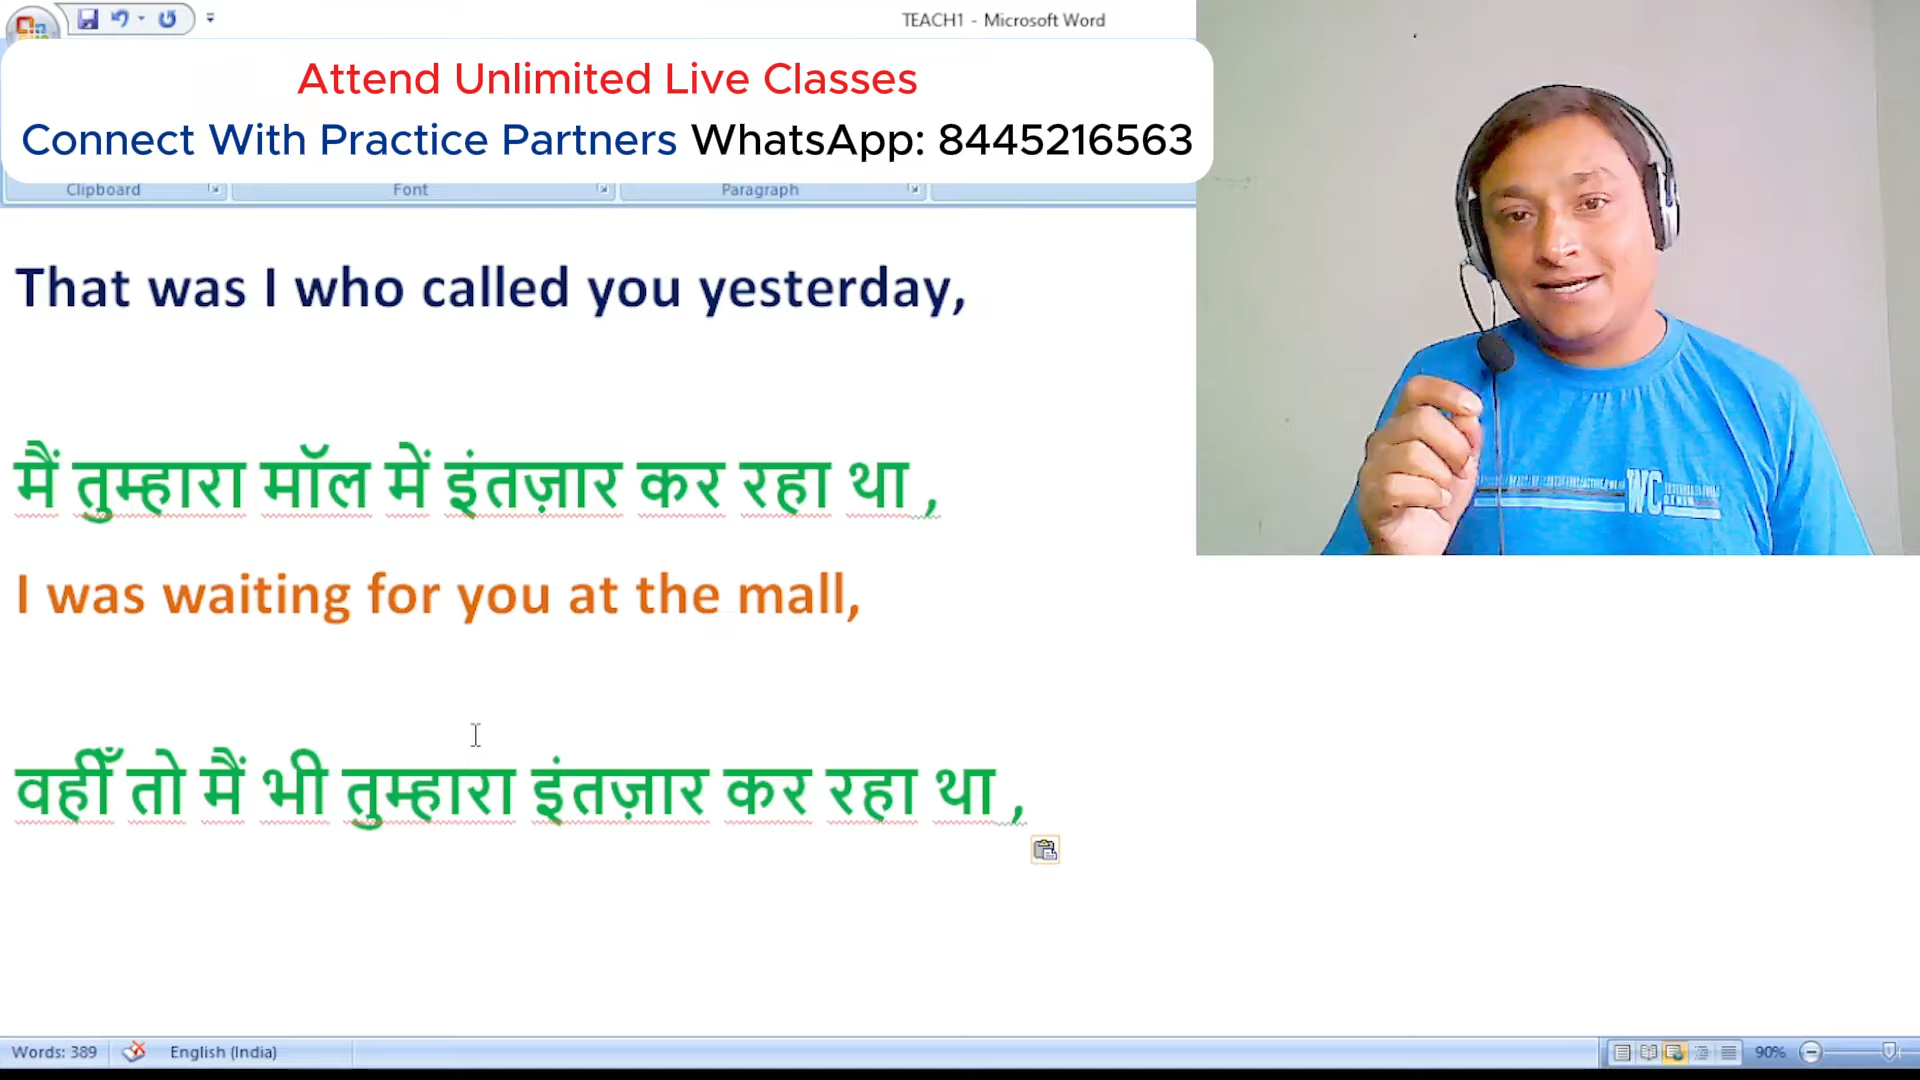 TEACH1 - Microsoft Word
Attend Unlimited Live Classes
Connect With Practice Partners WhatsApp: 8445216563
Clipboard
Font
Paragraph
That was I who called you yesterday,
मैं तुम्हारा मॉल में इंतज़ार कर रहा था ,
I was waiting for you at the mall,
वहीँ तो मैं भी तुम्हारा इंतज़ार कर रहा था ,
WC
Words: 389
English (India)
90%